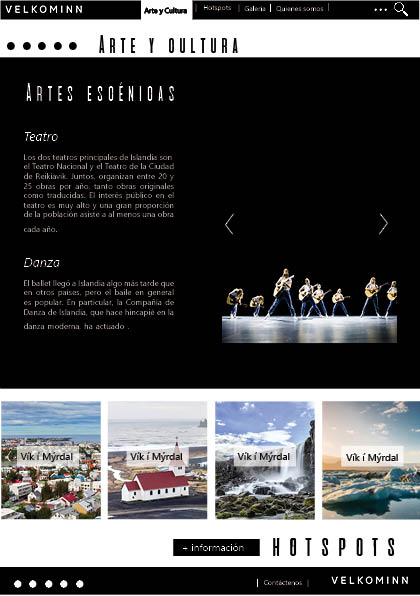 VELKOMINN
Arte y Cultura
Hotspots
Galería
Quienes somos
ARTE Y CULTURA
ARTES ESCÉNICAS
Teatro
Los dos teatros principales de Islandia son
el Teatro Nacional y el Teatro de la Ciudad
de Reikiavik. Juntos, organizan entre 20 y
25 obras por año, tanto obras originales
como traducidas. El interés público en el
teatro es muy alto y una gran proporción
de la población asiste a al menos una obra
cada año.
Danza
El ballet llegó a Islandia algo más tarde que
en otros países, pero el baile en general
es popular. En particular, la Compañía de
Danza de Islandia, que hace hincapié en la
danza moderna, ha actuado .
Vík í Mýrdal
Vík í Mýrdal
Vík í Mýrdal
Vík í Mýrdal
+ información
HOTSPOTS
Contáctenos
VELKOMINN